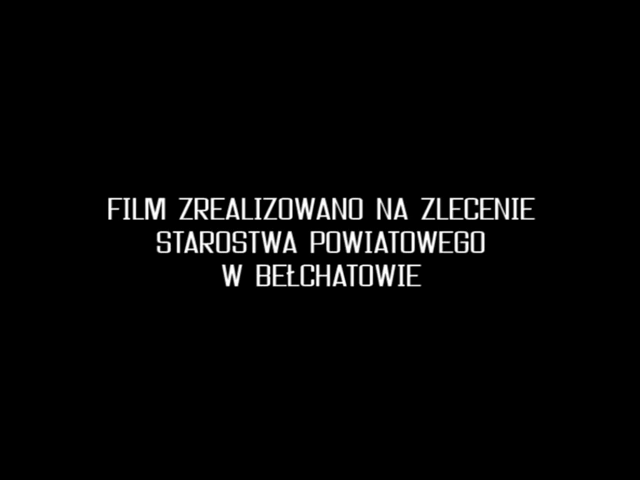 FILM ZREALIZOWANO NA ZLECENIE
STAROSTWA POWIATOWEGO
W BEŁCHATOWIE